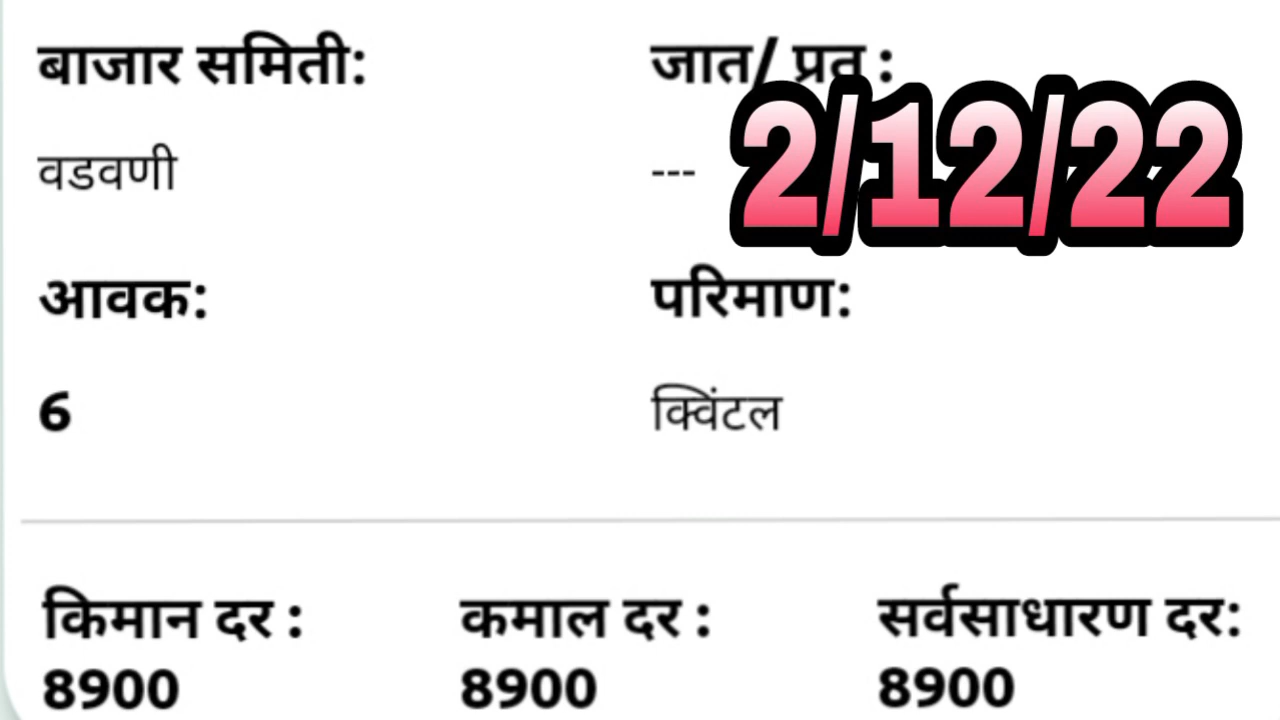 बाजार समिती:
जात/ प्रत :
2/12/22
वडवणी
---
आवक:
परिमाण:
6
क्विंटल
किमान दर :
कमाल दर :
सर्वसाधारण दर:
8900
8900
8900